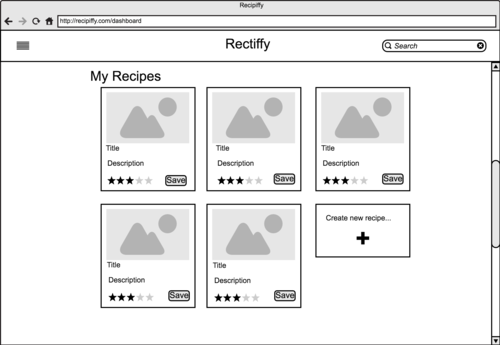 Recipiffy
http://recipiffy.com/dashboard
Rectiffy
Search
My Recipes
Title
Description
Save
Title
Description
Save
Title
Description
Save
Title
Description
Save
Title
Description
Save
Create new recipe...